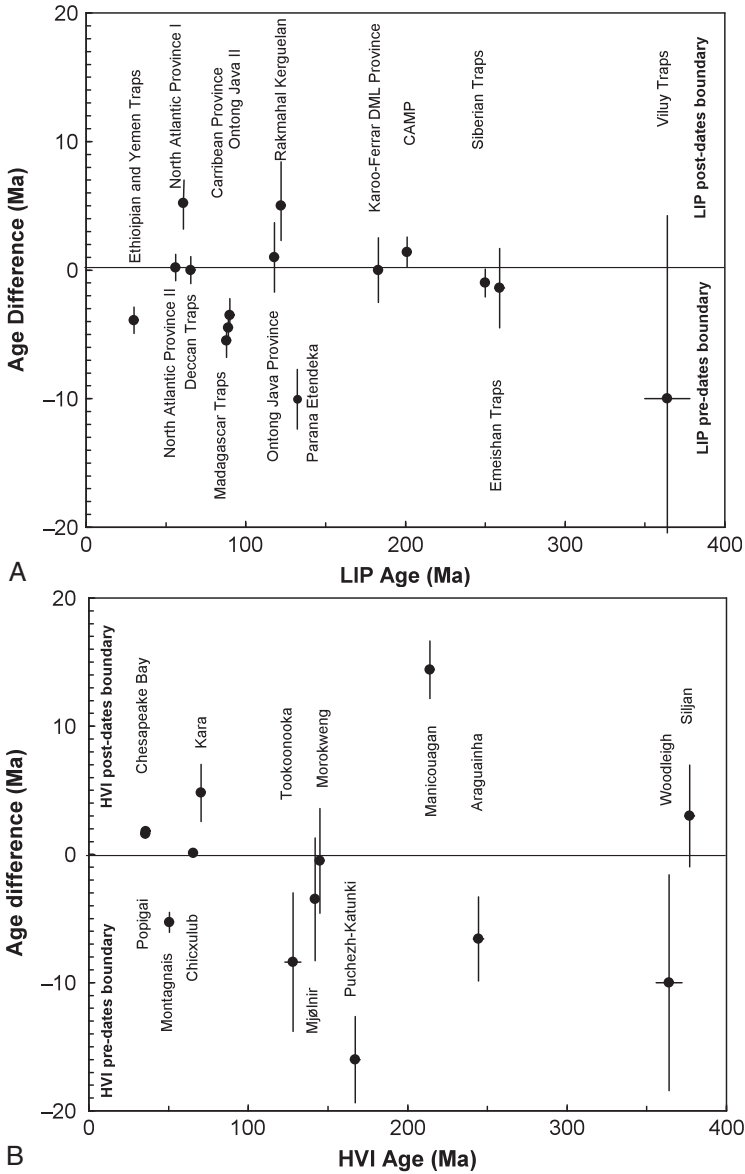 20
10
0
–10
–20
Age Difference (Ma)
Ethioipian and Yemen Traps
North Atlantic Province I
Carribean Province
Ontong Java II
Rakmahal Kerguelan
Karoo-Ferrar DML Province
CAMP
Siberian Traps
Viluy Traps
LIP post-dates boundary
North Atlantic Province II
Deccan Traps
Madagascar Traps
Ontong Java Province
Parana Etendeka
Emeishan Traps
LIP pre-dates boundary
0
100
200
300
400
LIP Age (Ma)
A
20
10
0
–10
–20
Age difference (Ma)
HVI post-dates boundary
Chesapeake Bay
Kara
Tookoonooka
Morokweng
Manicouagan
Araguainha
Woodleigh
Siljan
HVI pre-dates boundary
Popigai
Montagnais
Chicxulub
Mjølnir
Puchezh-Katunki
0
100
200
300
400
HVI Age (Ma)
B